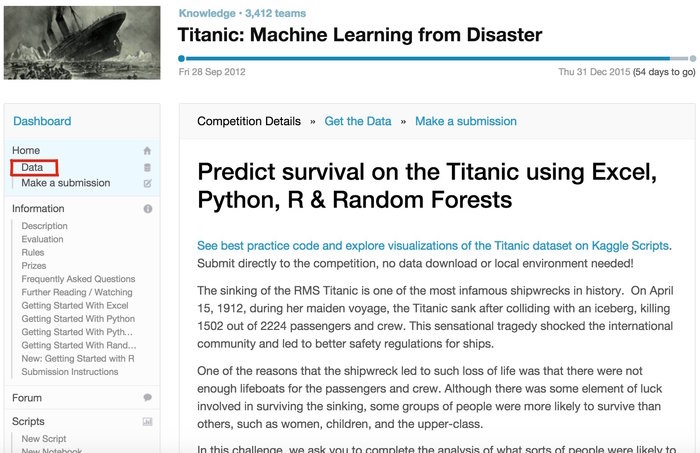 Knowledge • 3,412 teams
Titanic: Machine Learning from Disaster
Fri 28 Sep 2012
Thu 31 Dec 2015 (54 days to go)
Dashboard
Home
Data
Make a submission
Information
Description
Evaluation
Rules
Prizes
Frequently Asked Questions
Further Reading / Watching
Getting Started With Excel
Getting Started With Python
Getting Started With Pyth...
Getting Started With Rand...
New: Getting Started with R
Submission Instructions
Forum
Scripts
New Script
New Notebook
Competition Details » Get the Data » Make a submission
Predict survival on the Titanic using Excel,
Python, R & Random Forests
See best practice code and explore visualizations of the Titanic dataset on Kaggle Scripts.
Submit directly to the competition, no data download or local environment needed!
The sinking of the RMS Titanic is one of the most infamous shipwrecks in history.  On April
15, 1912, during her maiden voyage, the Titanic sank after colliding with an iceberg, killing
1502 out of 2224 passengers and crew. This sensational tragedy shocked the international
community and led to better safety regulations for ships.
One of the reasons that the shipwreck led to such loss of life was that there were not
enough lifeboats for the passengers and crew. Although there was some element of luck
involved in surviving the sinking, some groups of people were more likely to survive than
others, such as women, children, and the upper-class.
In this challenge, we ask you to complete the analysis of what sorts of people were likely to